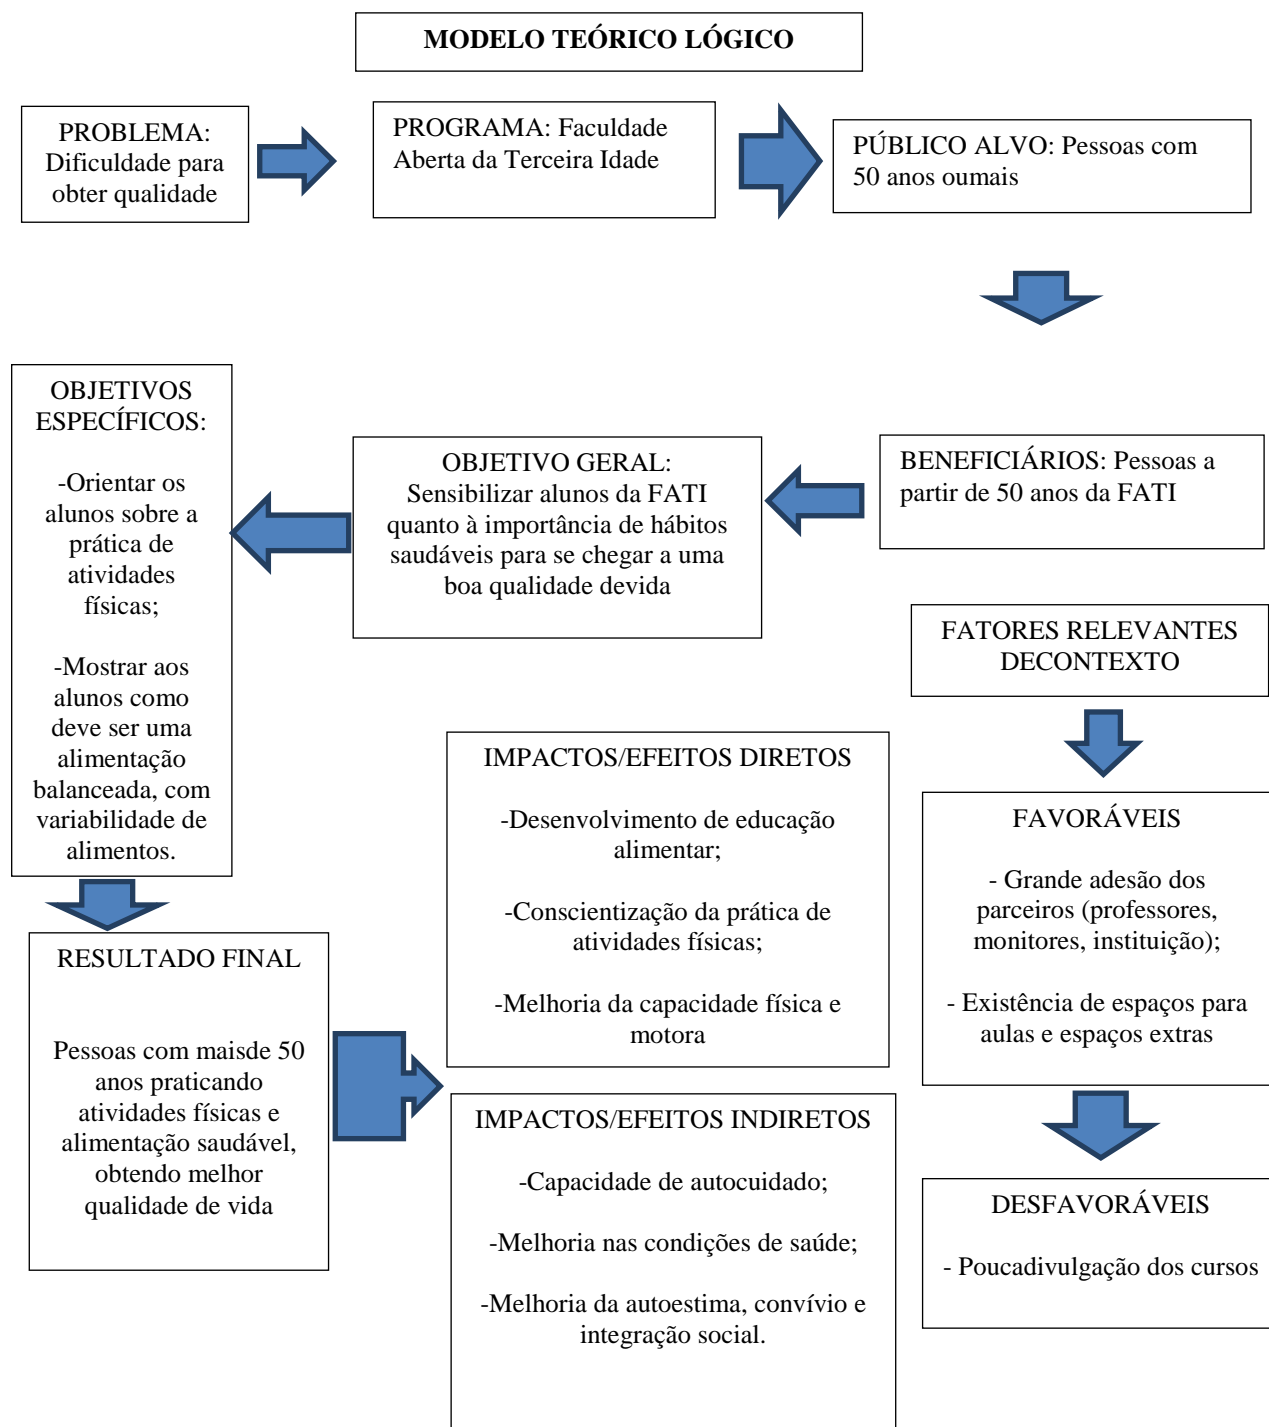 MODELO TEÓRICO LÓGICO
PROBLEMA:
Dificuldade para
obter qualidade
PROGRAMA: Faculdade
Aberta da Terceira Idade
PÚBLICO ALVO: Pessoas com
50 anos oumais
BENEFICIÁRIOS: Pessoas a
partir de 50 anos da FATI
OBJETIVO GERAL:
Sensibilizar alunos da FATI
quanto à importância de hábitos
saudáveis para se chegar a uma
boa qualidade devida
OBJETIVOS
ESPECÍFICOS:
-Orientar os
alunos sobre a
prática de
atividades
físicas;
-Mostrar aos
alunos como
deve ser uma
alimentação
balanceada, com
variabilidade de
alimentos.
RESULTADO FINAL
Pessoas com maisde 50
anos praticando
atividades físicas e
alimentação saudável,
obtendo melhor
qualidade de vida
IMPACTOS/EFEITOS DIRETOS
-Desenvolvimento de educação
alimentar;
-Conscientização da prática de
atividades físicas;
-Melhoria da capacidade física e
motora
IMPACTOS/EFEITOS INDIRETOS
-Capacidade de autocuidado;
-Melhoria nas condições de saúde;
-Melhoria da autoestima, convívio e
integração social.
FATORES RELEVANTES
DECONTEXTO
FAVORÁVEIS
- Grande adesão dos
parceiros (professores,
monitores, instituição);
- Existência de espaços para
aulas e espaços extras
DESFAVORÁVEIS
- Poucadivulgação dos cursos